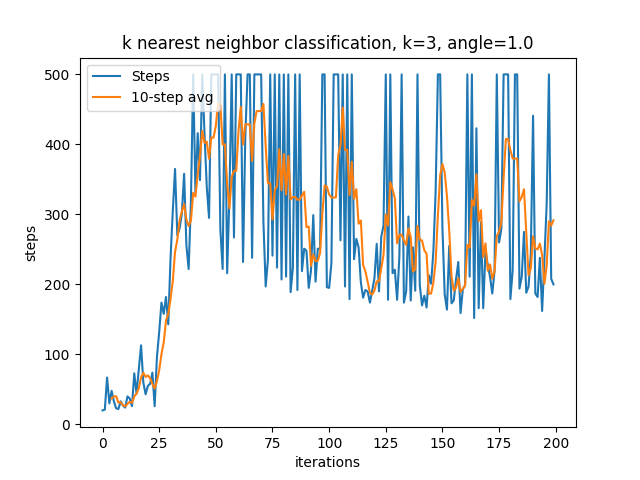 k nearest neighbor classification, k=3, angle=1.0
Steps
10-step avg
500
400
300
200
100
0
steps
0 25 50 75 100 125 150 175 200
iterations